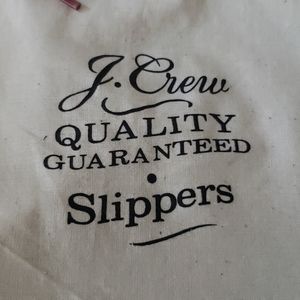 J. Crew
QUALITY
GUARANTEED
•
Slippers